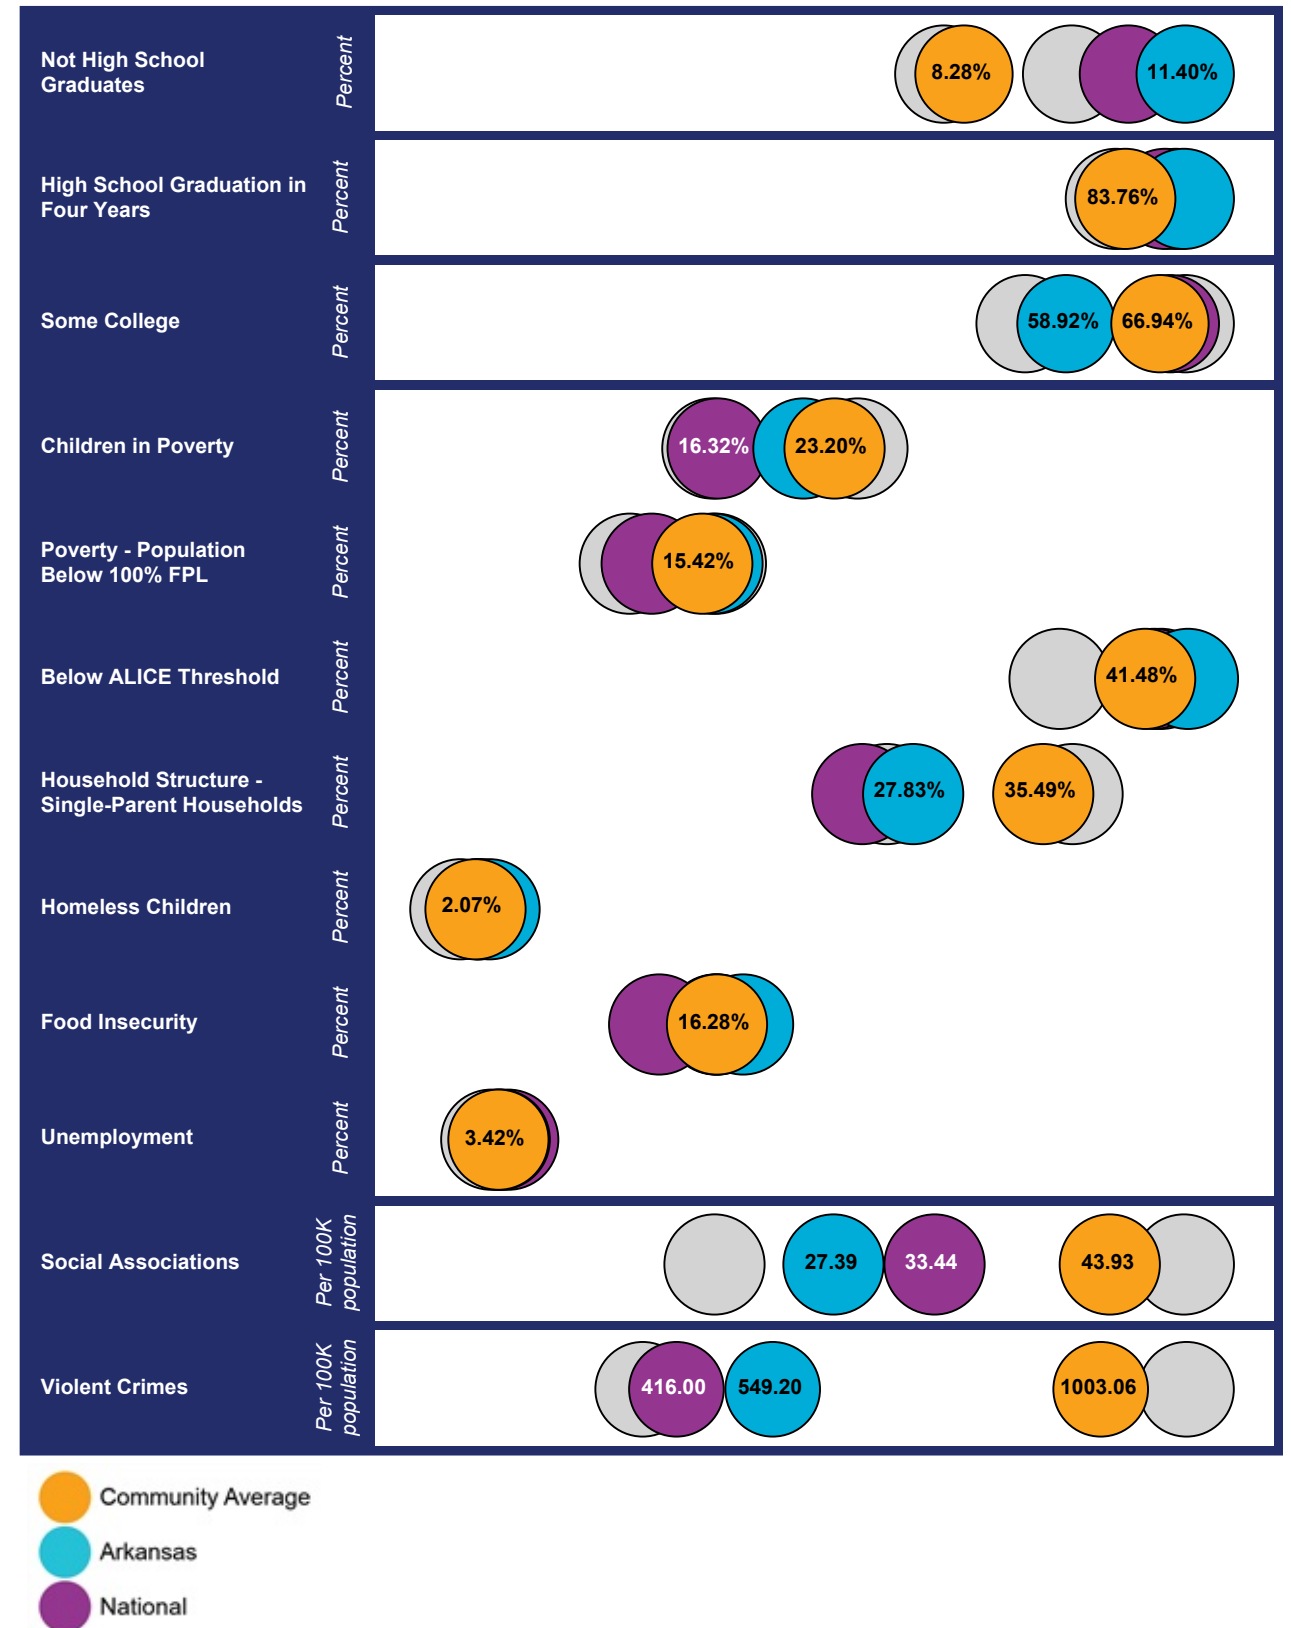 Not High School
Graduates
Percent
8.28%
11.40%
High School Graduation in
Four Years
Percent
83.76%
Some College
Percent
58.92%
66.94%
Children in Poverty
Percent
16.32%
23.20%
Poverty - Population
Below 100% FPL
Percent
15.42%
Below ALICE Threshold
Percent
41.48%
Household Structure -
Single-Parent Households
Percent
27.83%
35.49%
Homeless Children
Percent
2.07%
Food Insecurity
Percent
16.28%
Unemployment
Percent
3.42%
Social Associations
Per 100K
population
27.39
33.44
43.93
Violent Crimes
Per 100K
population
416.00
549.20
1003.06
Community Average
Arkansas
National